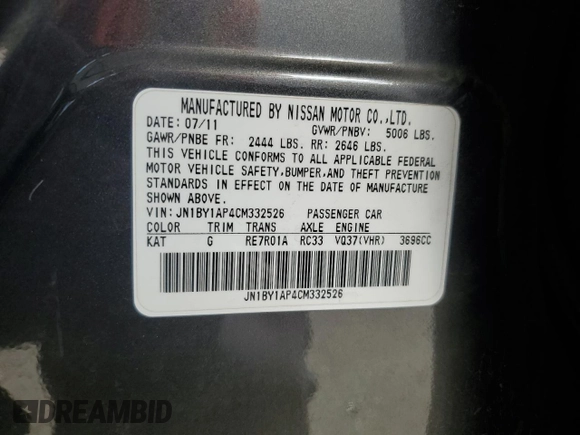 MANUFACTURED BY NISSAN MOTOR CO.,LTD.
DATE: 07/11 GVWR/PNBV: 5006 LBS.
GAWR/PNBE FR: 2444 LBS. RR: 2646 LBS.
THIS VEHICLE CONFORMS TO ALL APPLICABLE FEDERAL
MOTOR VEHICLE SAFETY,BUMPER,AND THEFT PREVENTION
STANDARDS IN EFFECT ON THE DATE OF MANUFACTURE
SHOWN ABOVE.
VIN: JN1BY1AP4CM332526 PASSENGER CAR
COLOR TRIM TRANS AXLE ENGINE
KAT G RE7R01A RC33 VQ37(VHR) 3696CC
JN1BY1AP4CM332526
DREAMBID